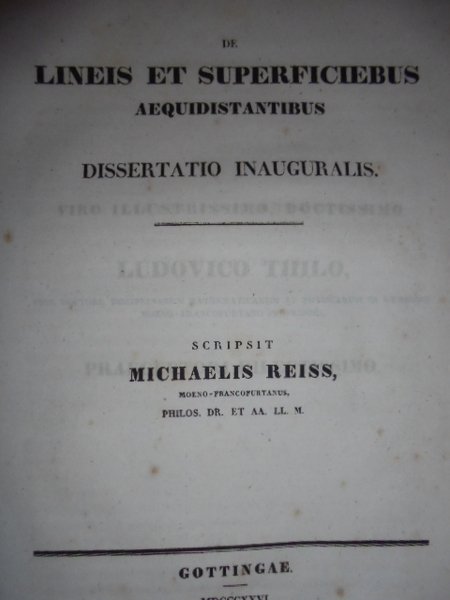 DE
LINEIS ET SUPERFICIEBUS
AEQUIDISTANTIBUS
DISSERTATIO INAUGURALIS.
VIRO ILLUSTRISSIMO, DOCTISSIMO
LUDOVICO THILO,
SCRIPSIT
MICHAELIS REISS,
MOENO-FRANCOFURTANUS,
PHILOS. DR. ET AA. LL. M.
GOTTINGAE.